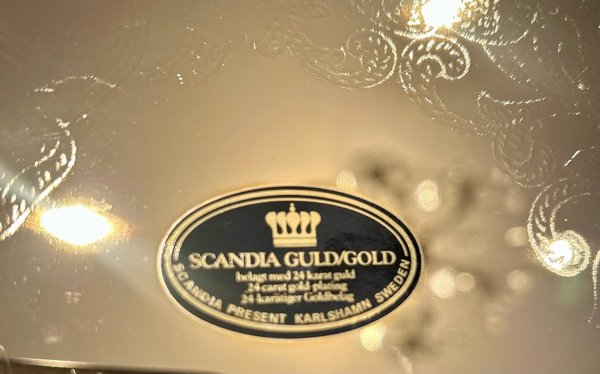 SCANDIA GULD/GOLD
belagt med 24 karat guld
24 carat gold-plating
24-karätiger Goldbelag
SCANDIA PRESENT KARLSHAMN SWEDEN